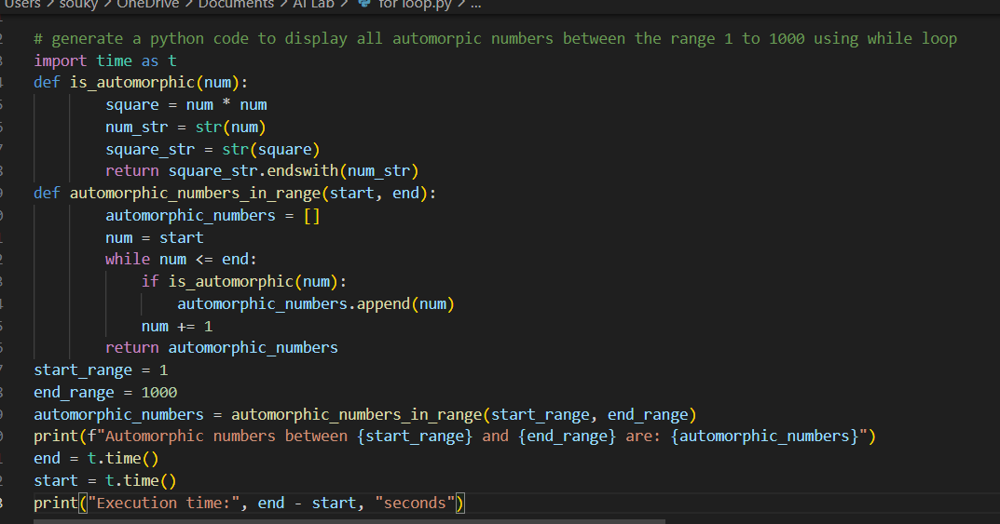 Users > souky > OneDrive > Documents > AI Lab > for loop.py > ...
# generate a python code to display all automorpic numbers between the range 1 to 1000 using while loop
import time as t
def is_automorphic(num):
        square = num * num
        num_str = str(num)
        square_str = str(square)
        return square_str.endswith(num_str)
def automorphic_numbers_in_range(start, end):
        automorphic_numbers = []
        num = start
        while num <= end:
            if is_automorphic(num):
                automorphic_numbers.append(num)
            num += 1
        return automorphic_numbers
start_range = 1
end_range = 1000
automorphic_numbers = automorphic_numbers_in_range(start_range, end_range)
print(f"Automorphic numbers between {start_range} and {end_range} are: {automorphic_numbers}")
end = t.time()
start = t.time()
print("Execution time:", end - start, "seconds")